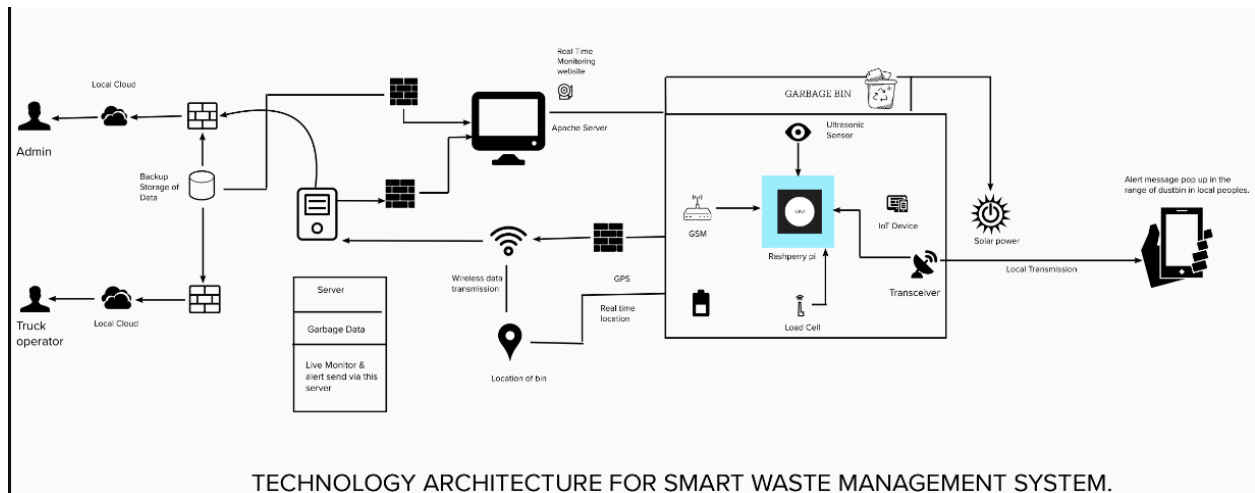 Real Time
Monitoring
website
Local Cloud
GARBAGE BIN
Apache Server
Ultrasonic
Sensor
Admin
Backup
Storage of
Data
Alert message pop up in the
range of dustbin in local peoples.
CPU
GSM
IoT Device
Solar power
Rashperry pi
Wireless data
transmission
GPS
Local Transmission
Transceiver
Server
Real time
location
Local Cloud
Truck
operator
Garbage Data
Load Cell
Live Monitor &
alert send via this
server
Location of bin
TECHNOLOGY ARCHITECTURE FOR SMART WASTE MANAGEMENT SYSTEM.